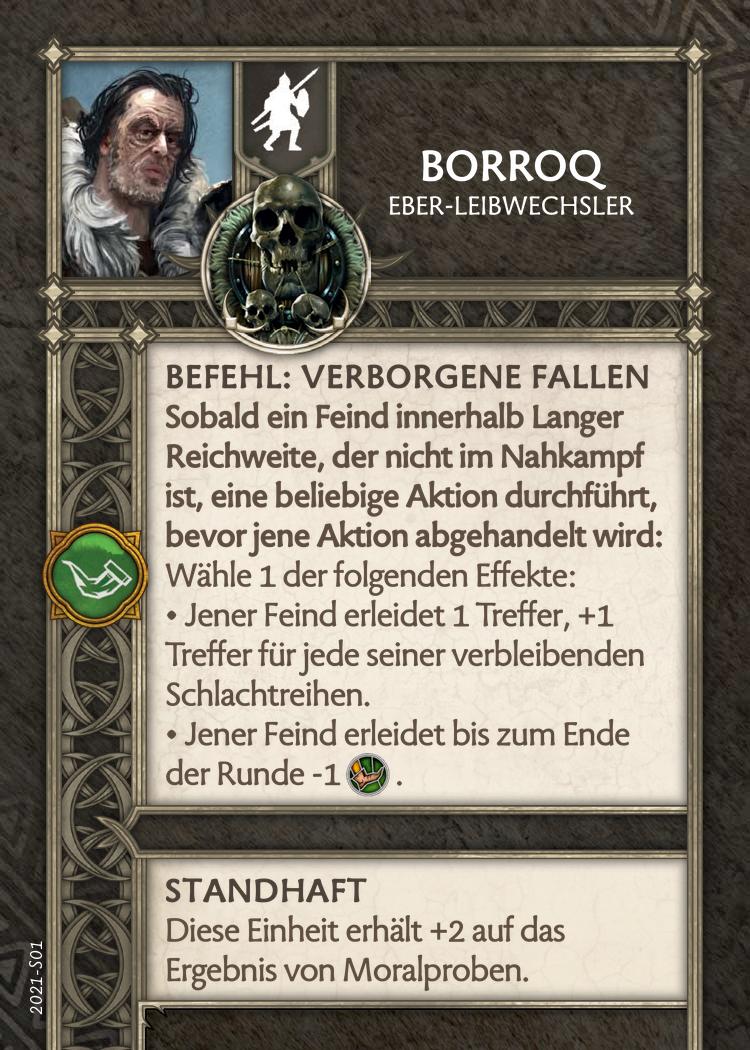 BORROQ
EBER-LEIBWECHSLER
BEFEHL: VERBORGENE FALLEN
Sobald ein Feind innerhalb Langer
Reichweite, der nicht im Nahkampf
ist, eine beliebige Aktion durchführt,
bevor jene Aktion abgehandelt wird:
Wähle 1 der folgenden Effekte:
• Jener Feind erleidet 1 Treffer, +1
Treffer für jede seiner verbleibenden
Schlachtreihen.
• Jener Feind erleidet bis zum Ende
der Runde -1 .
STANDHAFT
Diese Einheit erhält +2 auf das
Ergebnis von Moralproben.
2021-S01